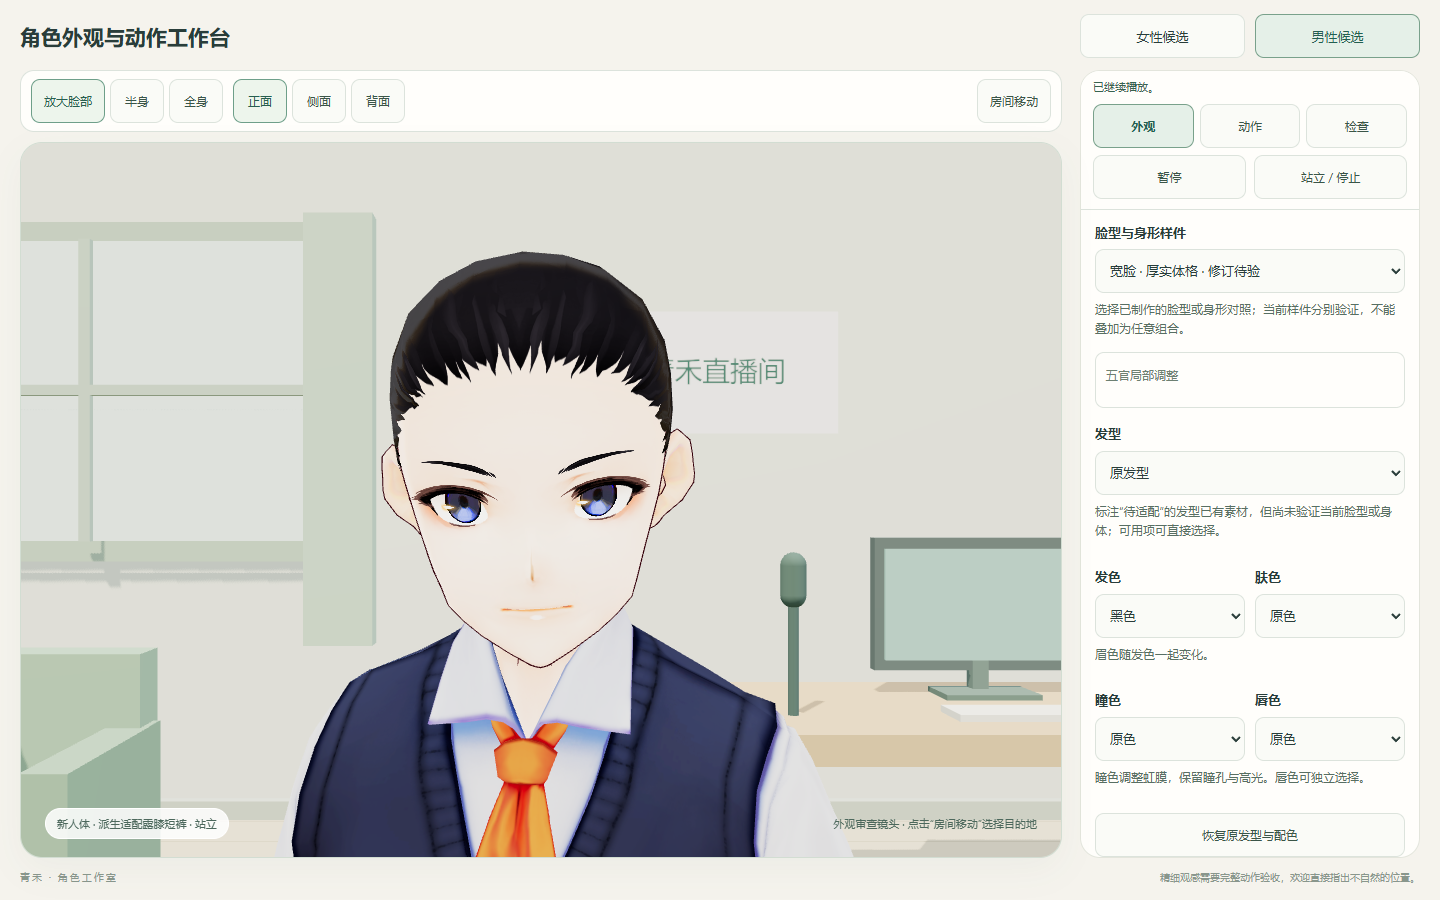 角色外观与动作工作台
女性候选
男性候选
放大脸部
半身
全身
正面
侧面
背面
房间移动
禾直播间
新人体 · 派生适配露膝短裤 · 站立
外观审查镜头 · 点击“房间移动”选择目的地
已继续播放。
外观
动作
检查
暂停
站立 / 停止
脸型与身形样件
宽脸 · 厚实体格 · 修订待验
选择已制作的脸型或身形对照；当前样件分别验证，不能
叠加为任意组合。
五官局部调整
发型
原发型
标注“待适配”的发型已有素材，但尚未验证当前脸型或身
体；可用项可直接选择。
发色
肤色
黑色
原色
眉色随发色一起变化。
瞳色
唇色
原色
原色
瞳色调整虹膜，保留瞳孔与高光。唇色可独立选择。
恢复原发型与配色
青禾 · 角色工作室
精细观感需要完整动作验收，欢迎直接指出不自然的位置。